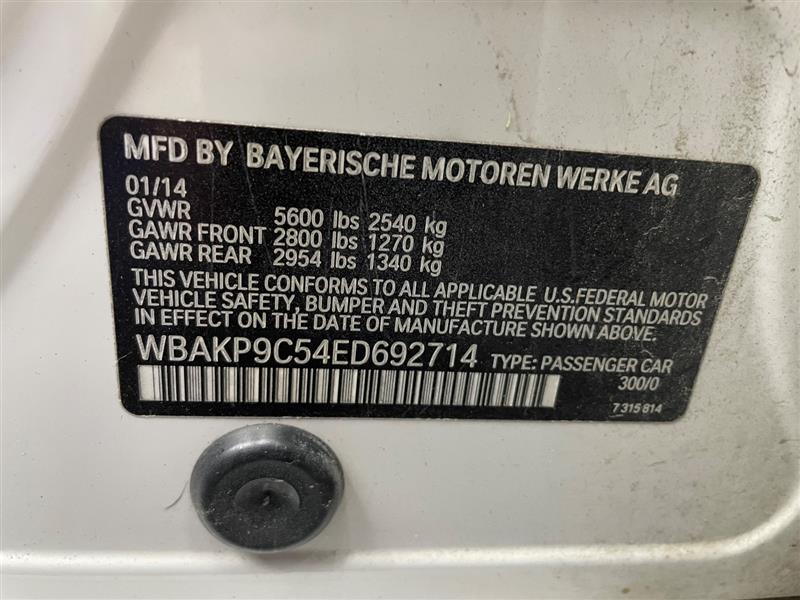 MFD BY BAYERISCHE MOTOREN WERKE AG
01/14
GVWR 5600 lbs 2540 kg
GAWR FRONT 2800 lbs 1270 kg
GAWR REAR 2954 lbs 1340 kg
THIS VEHICLE CONFORMS TO ALL APPLICABLE U.S.FEDERAL MOTOR
VEHICLE SAFETY, BUMPER AND THEFT PREVENTION STANDARDS
IN EFFECT ON THE DATE OF MANUFACTURE SHOWN ABOVE.
WBAKP9C54ED692714 TYPE: PASSENGER CAR
300/0
7 315 814